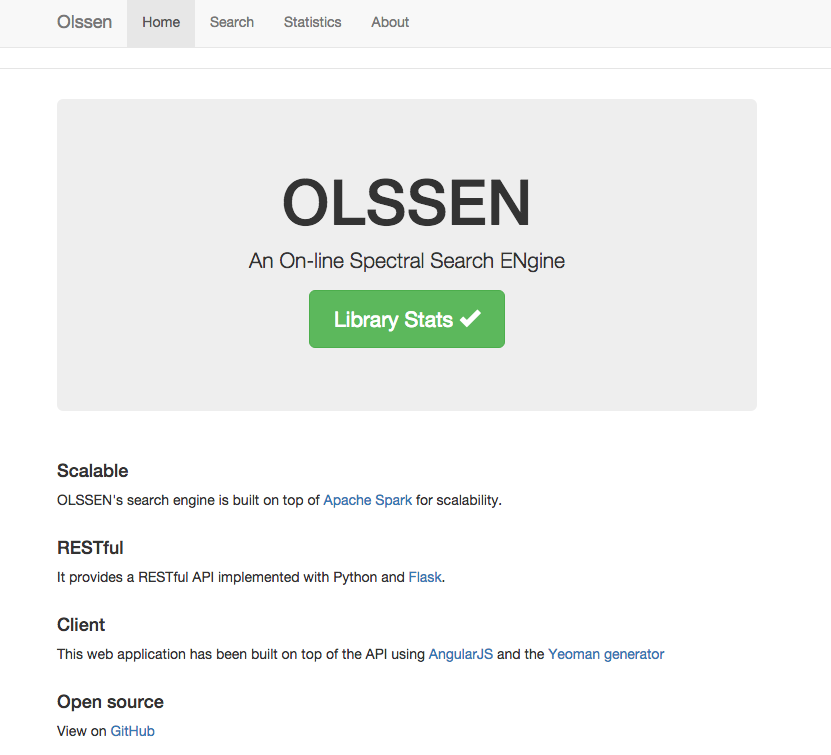 Olssen Home Search Statistics About
OLSSEN
An On-line Spectral Search ENgine
Library Stats
Scalable
OLSSEN's search engine is built on top of Apache Spark for scalability.
RESTful
It provides a RESTful API implemented with Python and Flask.
Client
This web application has been built on top of the API using AngularJS and the Yeoman generator
Open source
View on GitHub